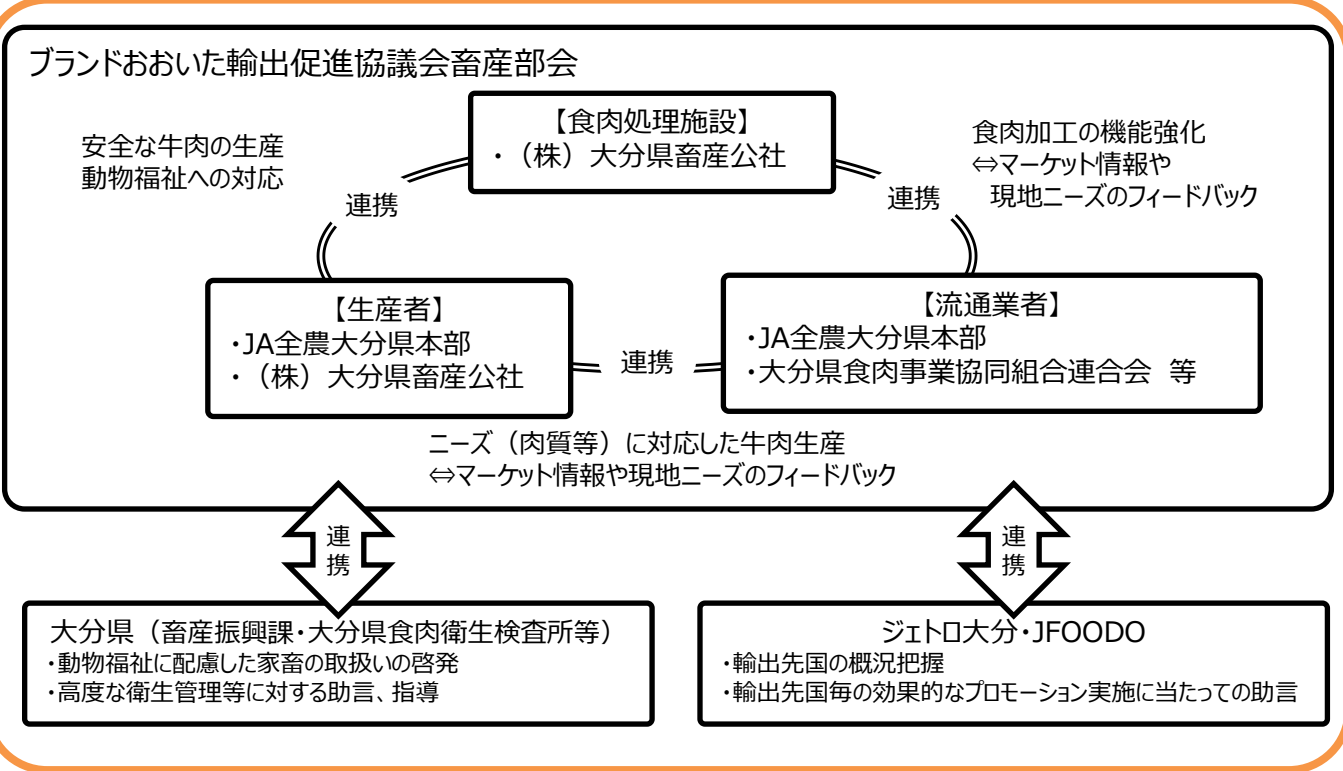 ブランドおおいた輸出促進協議会畜産部会
【食肉処理施設】
・（株）大分県畜産公社
安全な牛肉の生産
動物福祉への対応
食肉加工の機能強化
⇔マーケット情報や
現地ニーズのフィードバック
連携
連携
【生産者】
・JA全農大分県本部
・（株）大分県畜産公社
連携
【流通業者】
・JA全農大分県本部
・大分県食肉事業協同組合連合会 等
ニーズ（肉質等）に対応した牛肉生産
⇔マーケット情報や現地ニーズのフィードバック
連携
連携
大分県（畜産振興課・大分県食肉衛生検査所等）
・動物福祉に配慮した家畜の取扱いの啓発
・高度な衛生管理等に対する助言、指導
ジェトロ大分・JFOODO
・輸出先国の概況把握
・輸出先国毎の効果的なプロモーション実施に当たっての助言